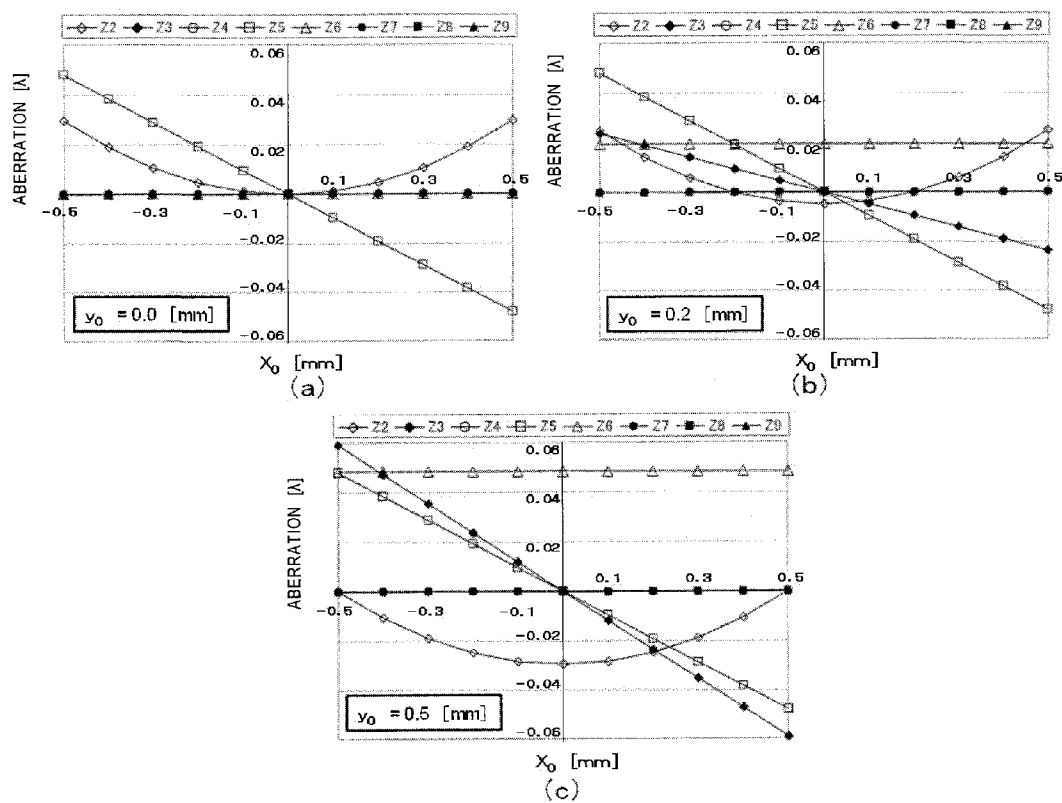 Z2 Z3 Z4 Z5 Z6 Z7 Z8 Z9
ABERRATION [λ]
0.06
0.04
0.02
0.1 0.3 0.5
-0.5 -0.3 -0.1
-0.02
-0.04
-0.06
y0 = 0.0 [mm]
X0 [mm]
(a)
Z2 Z3 Z4 Z5 Z6 Z7 Z8 Z9
ABERRATION [λ]
0.06
0.04
0.02
0.1 0.3 0.5
-0.5 -0.3 -0.1
-0.02
-0.04
-0.06
y0 = 0.2 [mm]
X0 [mm]
(b)
Z2 Z3 Z4 Z5 Z6 Z7 Z8 Z9
ABERRATION [λ]
0.06
0.04
0.02
0.1 0.3 0.5
-0.5 -0.3 -0.1
-0.02
-0.04
-0.06
y0 = 0.5 [mm]
X0 [mm]
(c)